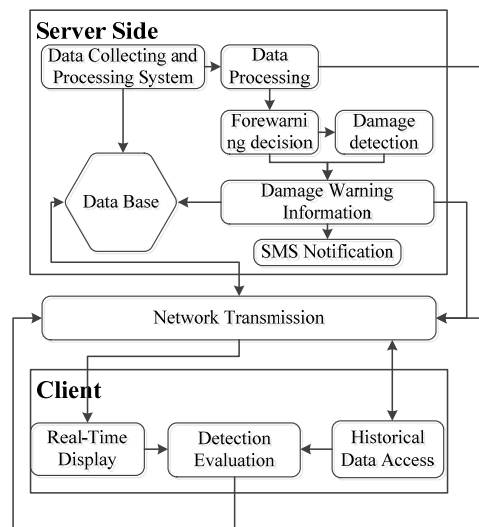 Server Side
Data Collecting and
Processing System
Data
Processing
Forewarni
ng decision
Damage
detection
Data Base
Damage Warning
Information
SMS Notification
Network Transmission
Client
Real-Time
Display
Detection
Evaluation
Historical
Data Access